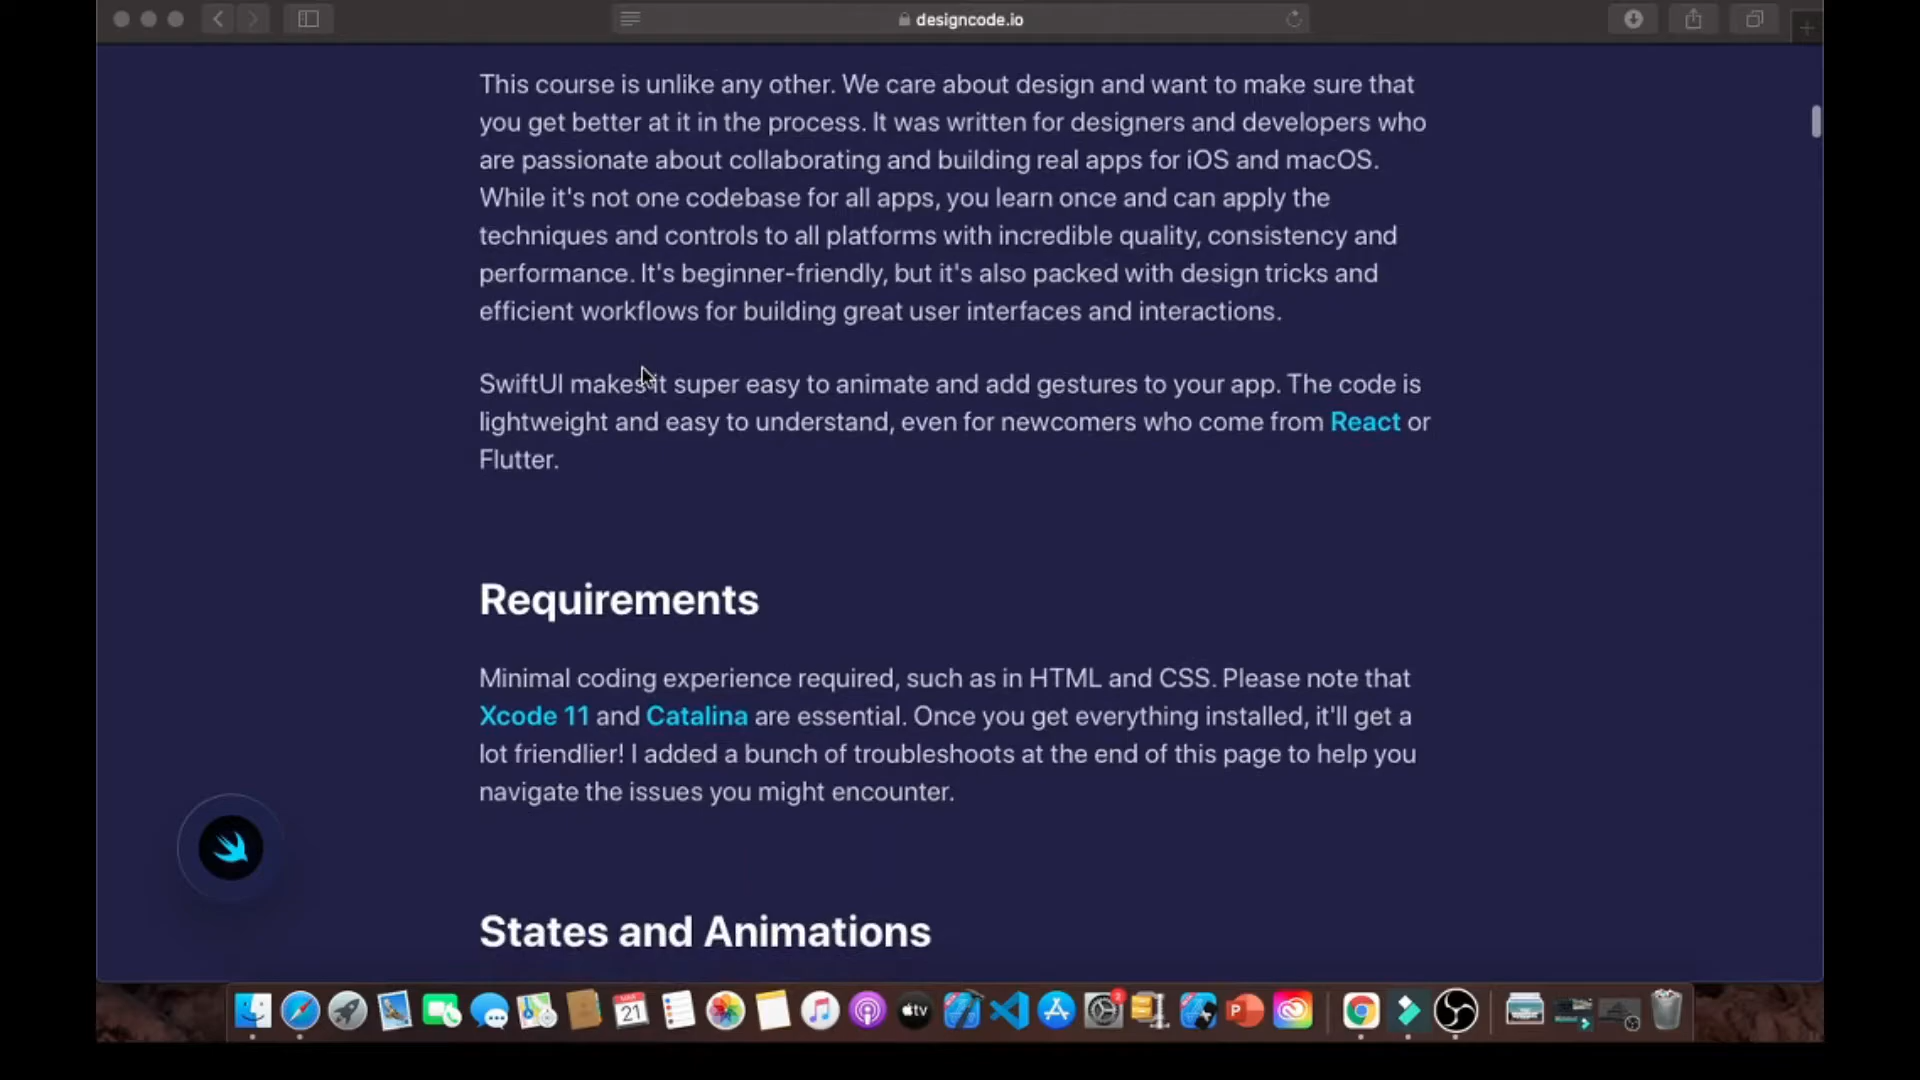 designcode.io
This course is unlike any other. We care about design and want to make sure that
you get better at it in the process. It was written for designers and developers who
are passionate about collaborating and building real apps for iOS and macOS.
While it's not one codebase for all apps, you learn once and can apply the
techniques and controls to all platforms with incredible quality, consistency and
performance. It's beginner-friendly, but it's also packed with design tricks and
efficient workflows for building great user interfaces and interactions.
SwiftUI makes it super easy to animate and add gestures to your app. The code is
lightweight and easy to understand, even for newcomers who come from React or
Flutter.
Requirements
Minimal coding experience required, such as in HTML and CSS. Please note that
Xcode 11 and Catalina are essential. Once you get everything installed, it'll get a
lot friendlier! I added a bunch of troubleshoots at the end of this page to help you
navigate the issues you might encounter.
States and Animations
21
tv